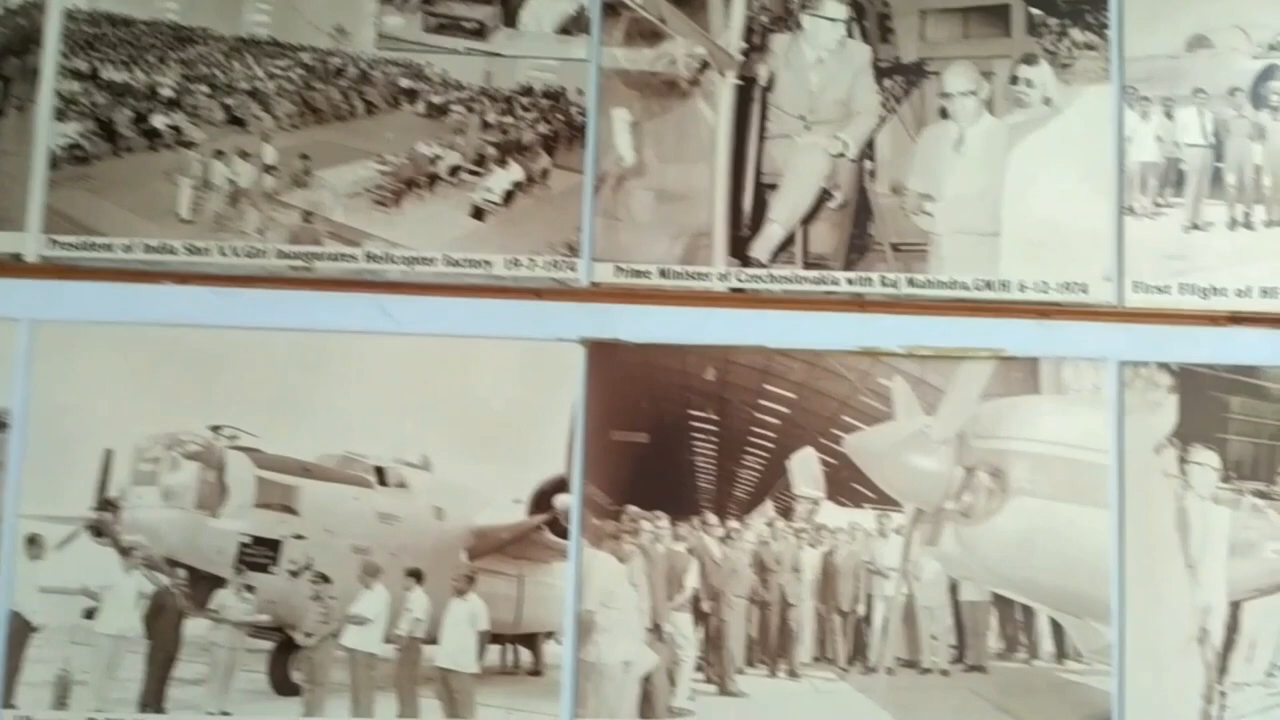 President of India Shri V.V.Giri Inaugurates Helicopter Factory 19-7-1974
Prime Minister of Czechoslovakia with Raj Mahindra,GM(H) 6-12-1974
First Flight of